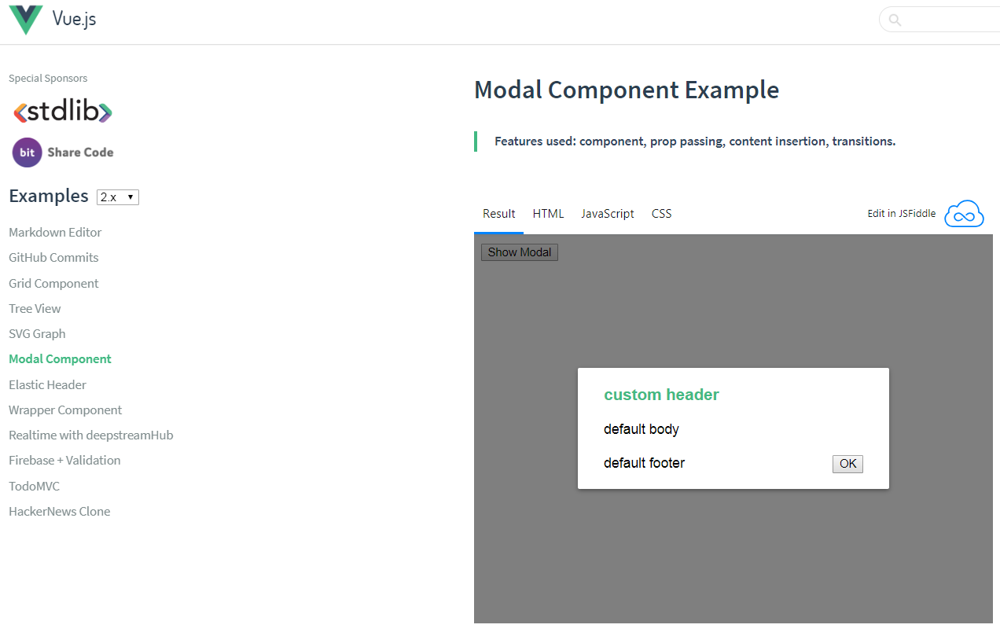 Vue.js
Special Sponsors
<stdlib>
bit Share Code
Examples 2.x
Markdown Editor
GitHub Commits
Grid Component
Tree View
SVG Graph
Modal Component
Elastic Header
Wrapper Component
Realtime with deepstreamHub
Firebase + Validation
TodoMVC
HackerNews Clone
Modal Component Example
Features used: component, prop passing, content insertion, transitions.
Result HTML JavaScript CSS Edit in JSFiddle
Show Modal
custom header
default body
default footer OK